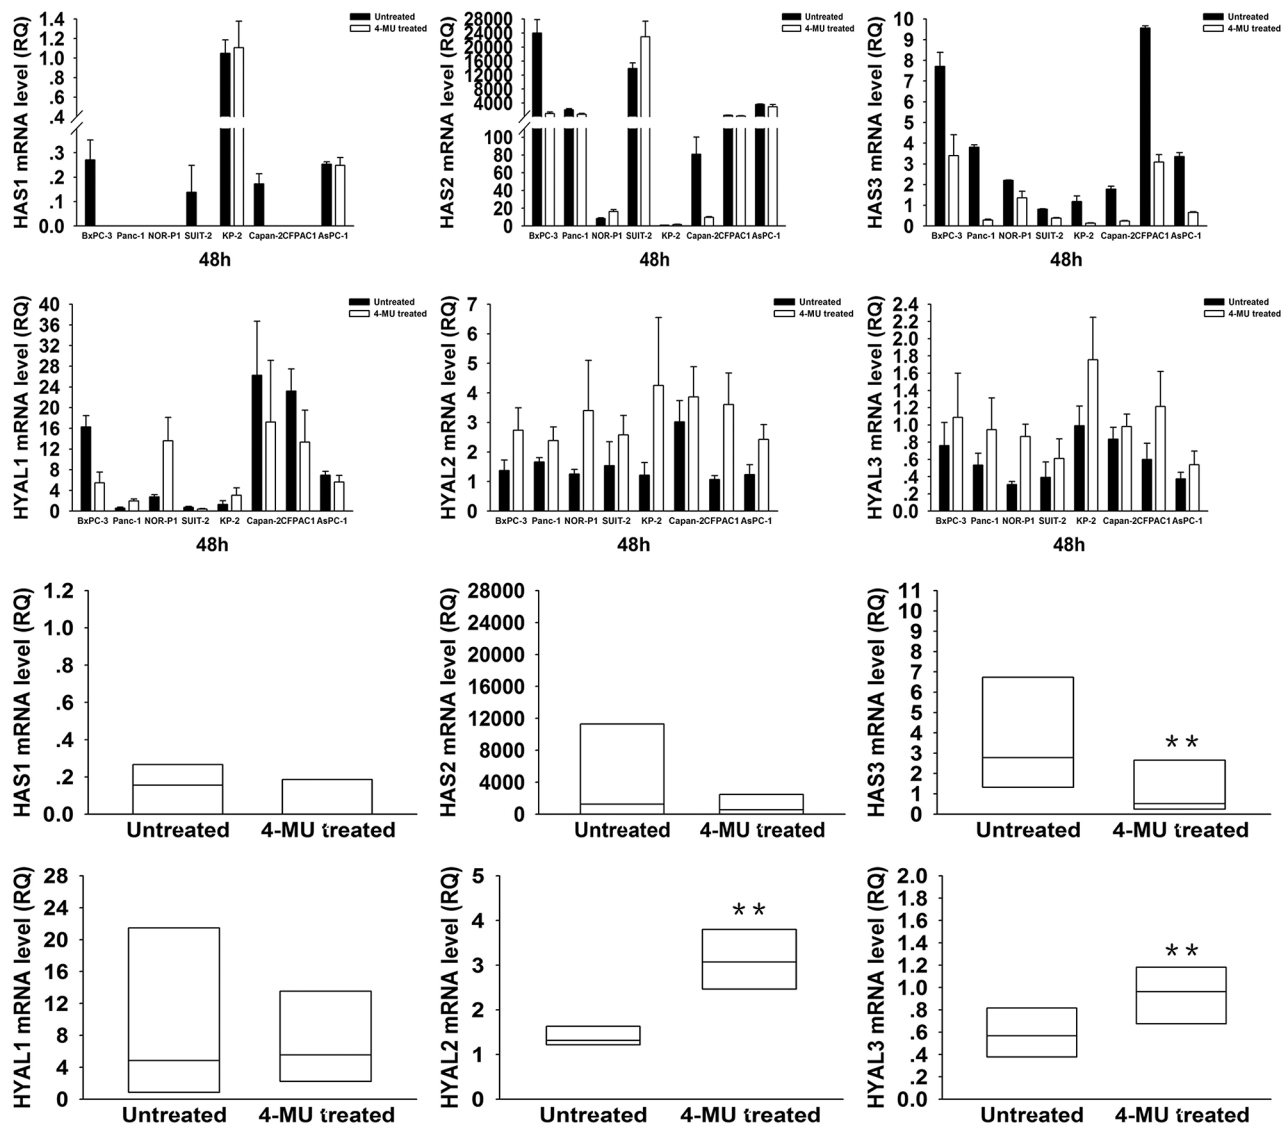 HAS1 mRNA level (RQ)
1.4
1.2
1.0
.8
.6
.4
.3
.2
.1
0.0
Untreated
4-MU treated
BxPC-3 Panc-1 NOR-P1 SUIT-2 KP-2 Capan-2 CFPAC1 AsPC-1
48h
HAS2 mRNA level (RQ)
28000
24000
20000
16000
12000
8000
4000
100
80
60
40
20
0
Untreated
4-MU treated
BxPC-3 Panc-1 NOR-P1 SUIT-2 KP-2 Capan-2 CFPAC1 AsPC-1
48h
HAS3 mRNA level (RQ)
10
9
8
7
6
5
4
3
2
1
0
Untreated
4-MU treated
BxPC-3 Panc-1 NOR-P1 SUIT-2 KP-2 Capan-2 CFPAC1 AsPC-1
48h
HYAL1 mRNA level (RQ)
40
36
32
28
24
20
16
12
8
4
0
Untreated
4-MU treated
BxPC-3 Panc-1 NOR-P1 SUIT-2 KP-2 Capan-2 CFPAC1 AsPC-1
48h
HYAL2 mRNA level (RQ)
7
6
5
4
3
2
1
0
Untreated
4-MU treated
BxPC-3 Panc-1 NOR-P1 SUIT-2 KP-2 Capan-2 CFPAC1 AsPC-1
48h
HYAL3 mRNA level (RQ)
2.4
2.2
2.0
1.8
1.6
1.4
1.2
1.0
.8
.6
.4
.2
0.0
Untreated
4-MU treated
BxPC-3 Panc-1 NOR-P1 SUIT-2 KP-2 Capan-2 CFPAC1 AsPC-1
48h
HAS1 mRNA level (RQ)
1.2
1.0
.8
.6
.4
.2
0.0
Untreated 4-MU treated
HAS2 mRNA level (RQ)
28000
24000
20000
16000
12000
8000
4000
0
Untreated 4-MU treated
HAS3 mRNA level (RQ)
11
10
9
8
7
6
5
4
3
2
1
0
**
Untreated 4-MU treated
HYAL1 mRNA level (RQ)
28
24
20
16
12
8
4
0
Untreated 4-MU treated
HYAL2 mRNA level (RQ)
5
4
3
2
1
0
**
Untreated 4-MU treated
HYAL3 mRNA level (RQ)
2.0
1.8
1.6
1.4
1.2
1.0
.8
.6
.4
.2
0.0
**
Untreated 4-MU treated